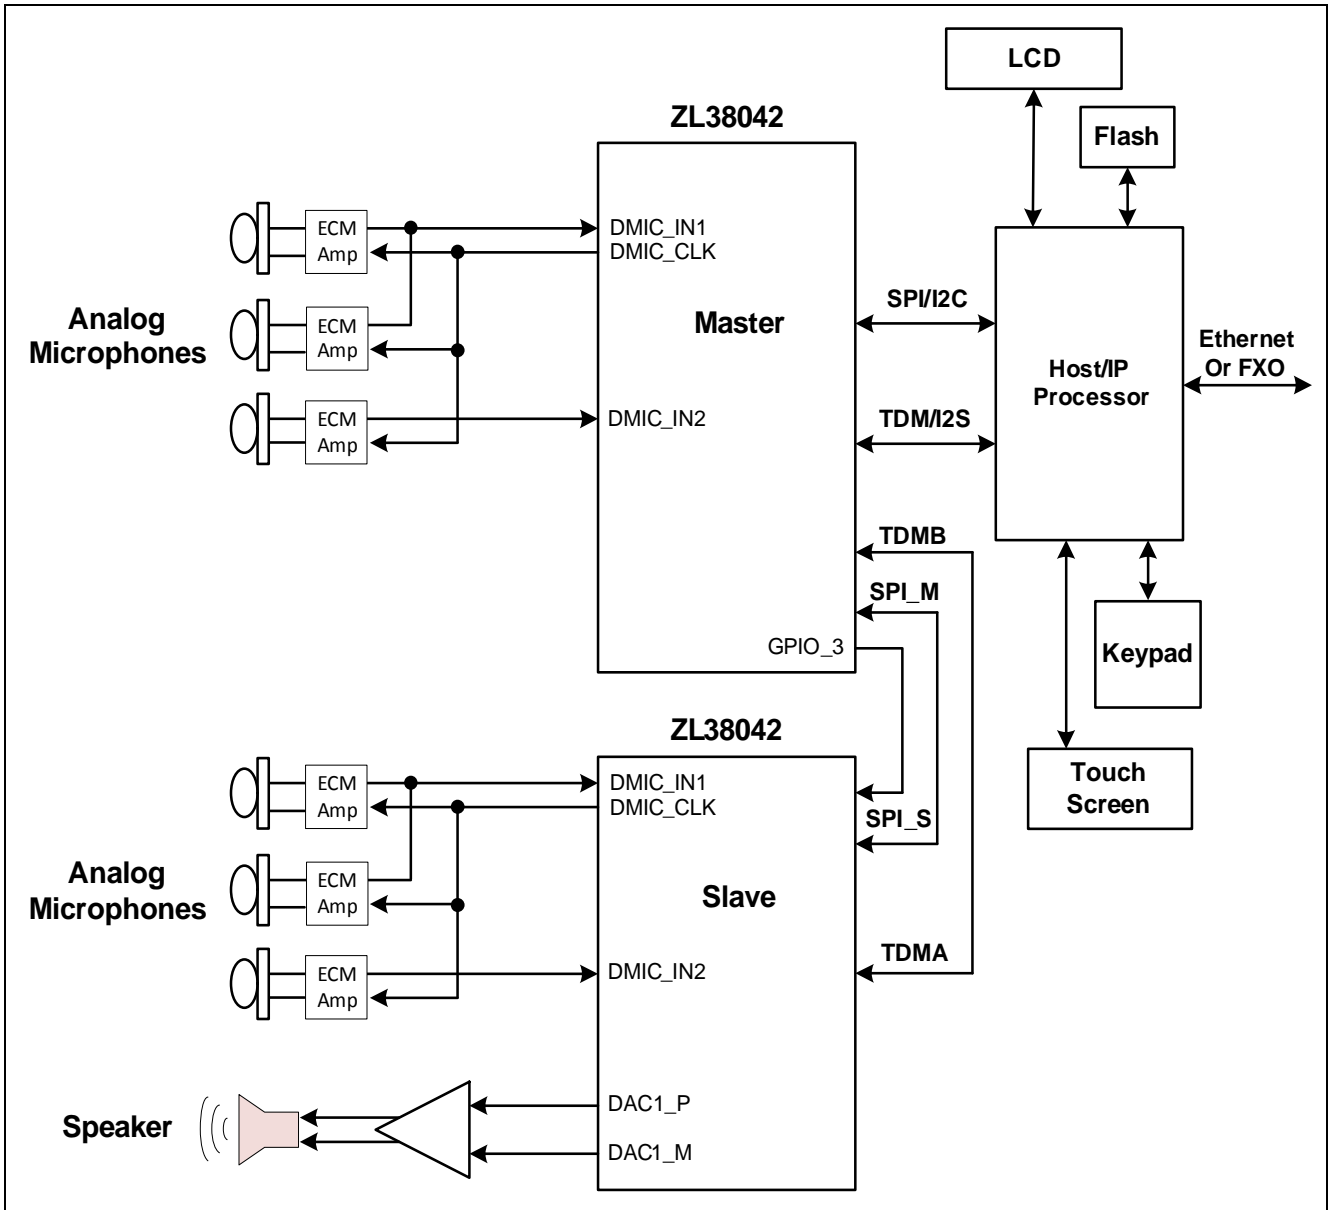 LCD
ZL38042
Flash
ECM
Amp
DMIC_IN1
DMIC_CLK
Analog
Microphones
ECM
Amp
Master
SPI/I2C
Host/IP
Processor
Ethernet
Or FXO
ECM
Amp
DMIC_IN2
TDM/I2S
TDMB
SPI_M
GPIO_3
Keypad
ZL38042
Touch
Screen
ECM
Amp
DMIC_IN1
DMIC_CLK
SPI_S
Analog
Microphones
ECM
Amp
Slave
TDMA
ECM
Amp
DMIC_IN2
Speaker
DAC1_P
DAC1_M